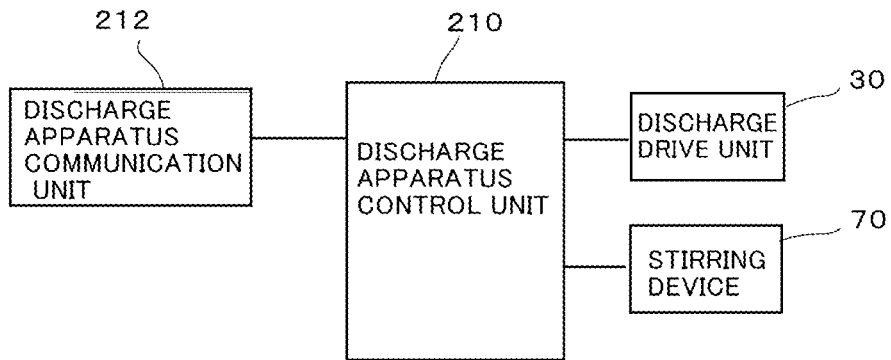 212
DISCHARGE
APPARATUS
COMMUNICATION
UNIT
210
DISCHARGE
APPARATUS
CONTROL UNIT
30
DISCHARGE
DRIVE UNIT
70
STIRRING
DEVICE